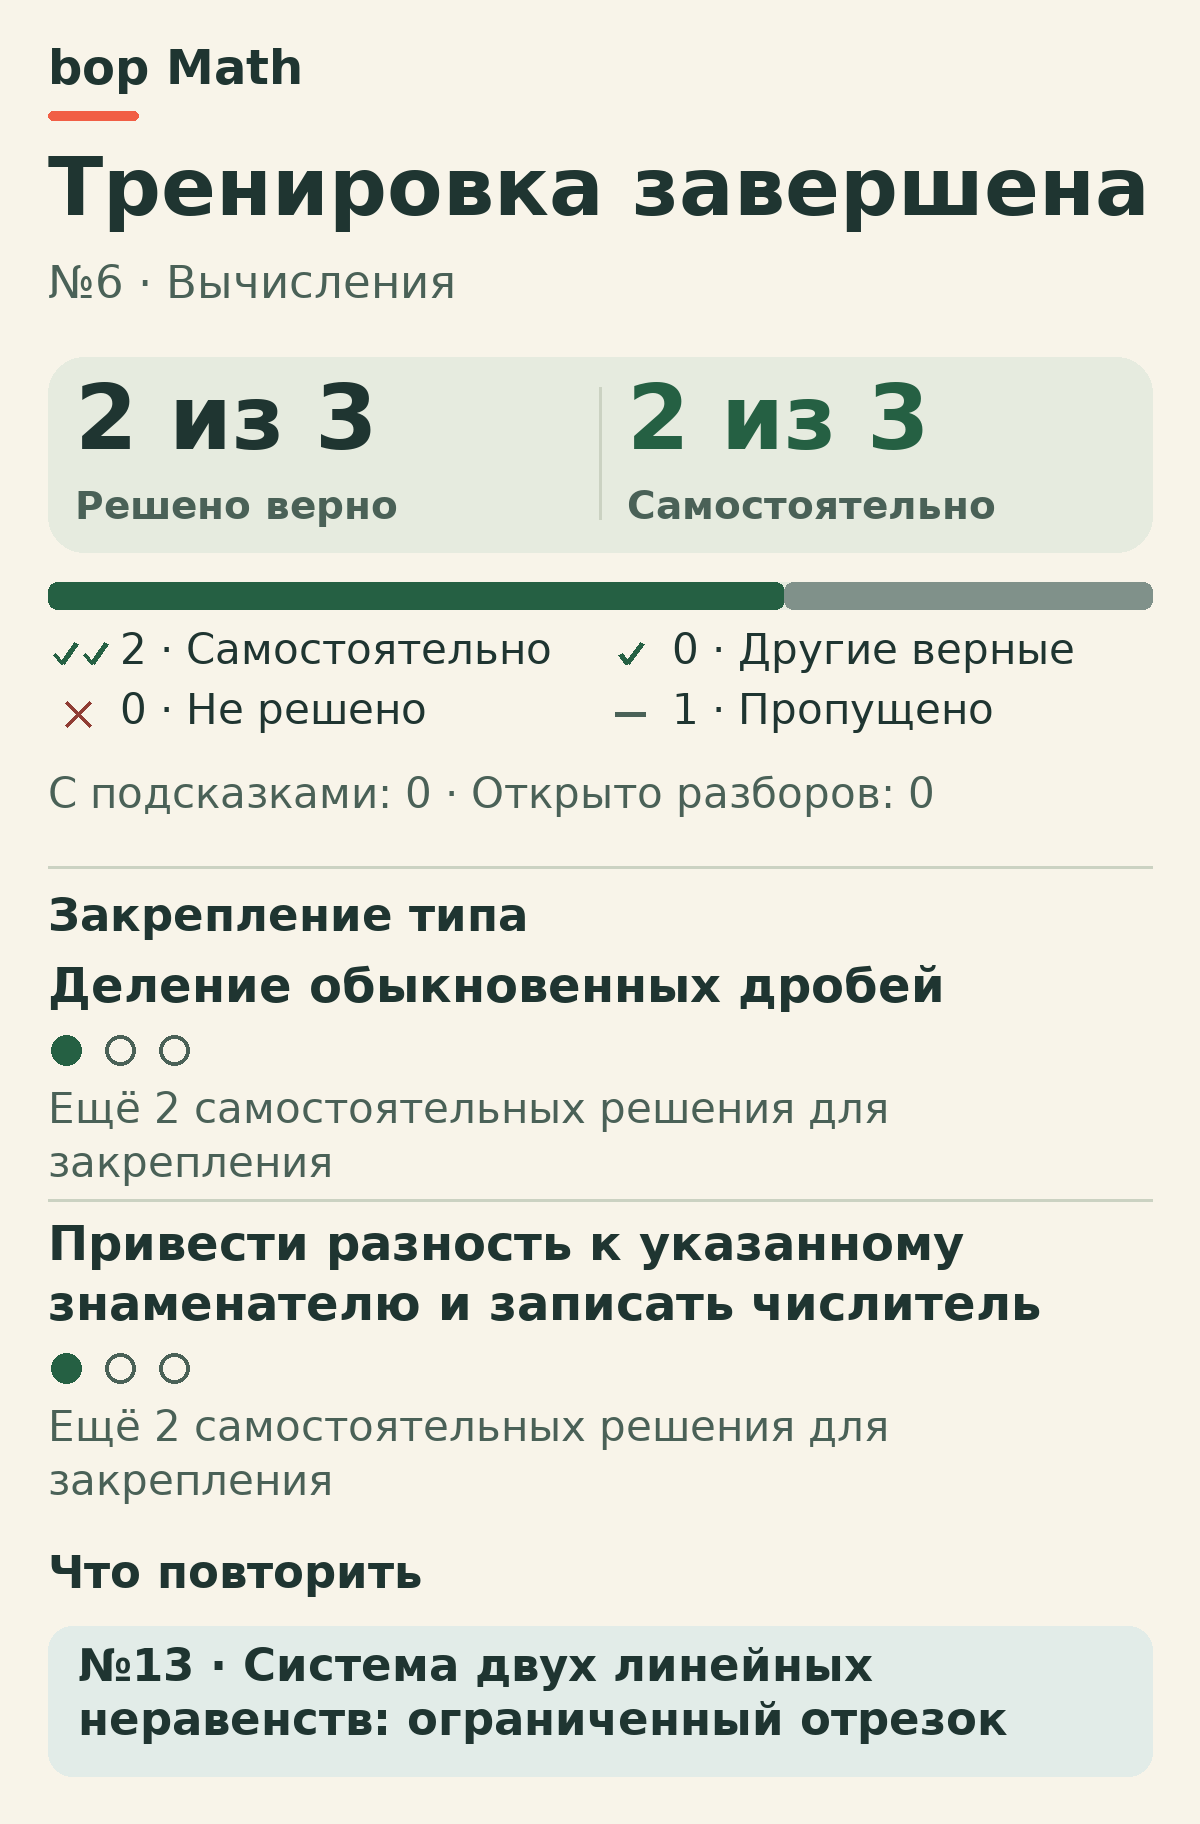 bop Math
Тренировка завершена
№6 · Вычисления
2 из 3
Решено верно
2 из 3
Самостоятельно
✓✓ 2 · Самостоятельно
✓ 0 · Другие верные
× 0 · Не решено
— 1 · Пропущено
С подсказками: 0 · Открыто разборов: 0
Закрепление типа
Деление обыкновенных дробей
Ещё 2 самостоятельных решения для
закрепления
Привести разность к указанному
знаменателю и записать числитель
Ещё 2 самостоятельных решения для
закрепления
Что повторить
№13 · Система двух линейных
неравенств: ограниченный отрезок